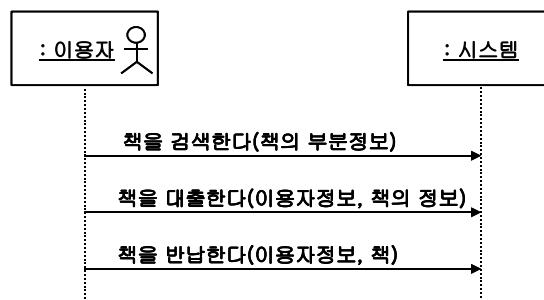 : 이용자
: 시스템
책을 검색한다(책의 부분정보)
책을 대출한다(이용자정보, 책의 정보)
책을 반납한다(이용자정보, 책)